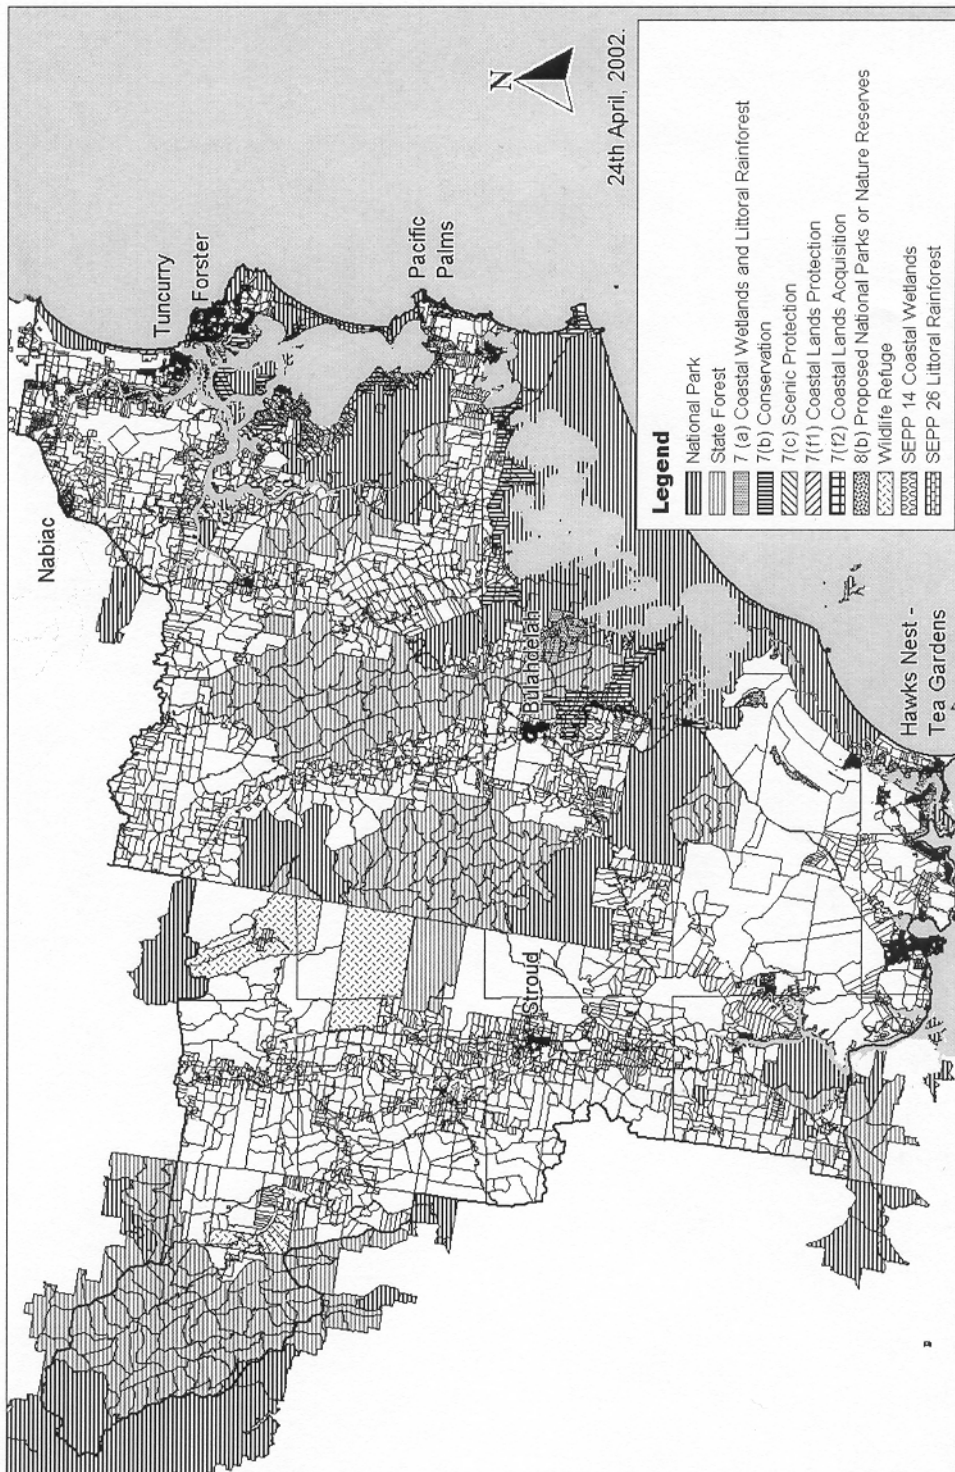 Nabiac
Tuncurry
Forster
Pacific
Palms
Bulahdelah
Stroud
Hawks Nest -
Tea Gardens
N
24th April, 2002.
Legend
National Park
State Forest
7(a) Coastal Wetlands and Littoral Rainforest
7(b) Conservation
7(c) Scenic Protection
7(f1) Coastal Lands Protection
7(f2) Coastal Lands Acquisition
8(b) Proposed National Parks or Nature Reserves
Wildlife Refuge
SEPP 14 Coastal Wetlands
SEPP 26 Littoral Rainforest